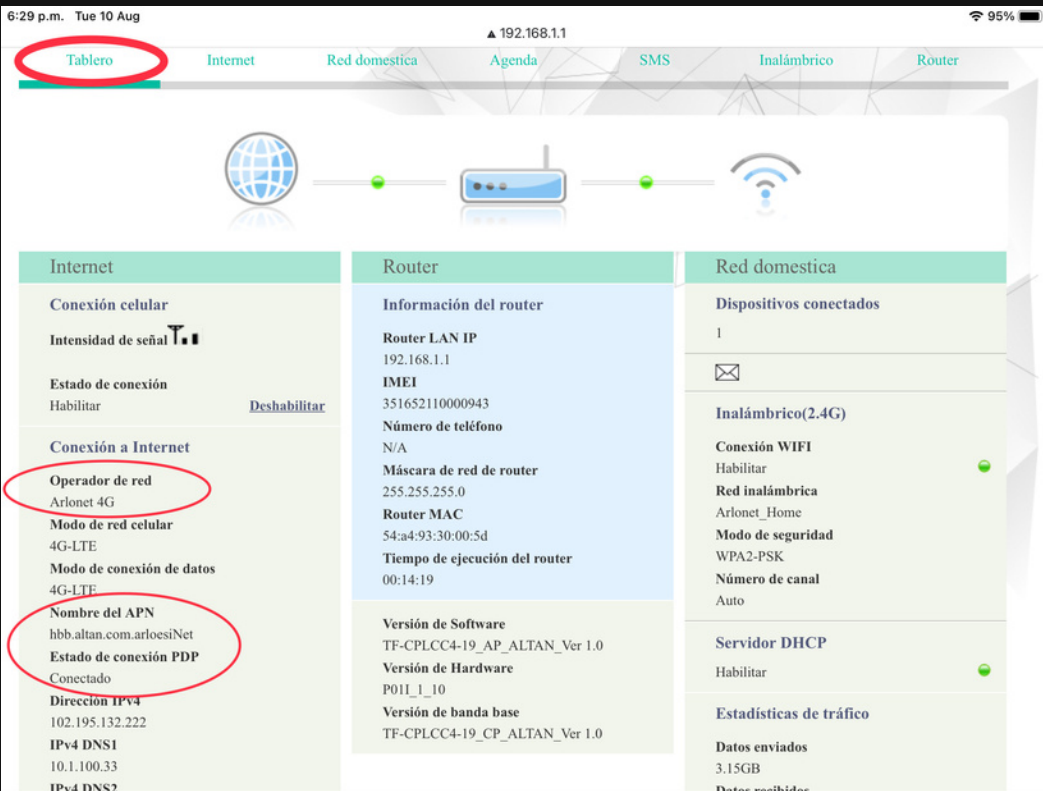 6:29 p.m. Tue 10 Aug
95%
192.168.1.1
Tablero Internet Red domestica Agenda SMS Inalámbrico Router
Internet
Conexión celular
Intensidad de señal
Estado de conexión
Habilitar Deshabilitar
Conexión a Internet
Operador de red
Arlonet 4G
Modo de red celular
4G-LTE
Modo de conexión de datos
4G-LTE
Nombre del APN
hbb.altan.com.arloesiNet
Estado de conexión PDP
Conectado
Dirección IPv4
102.195.132.222
IPv4 DNS1
10.1.100.33
IPv4 DNS2
Router
Información del router
Router LAN IP
192.168.1.1
IMEI
351652110000943
Número de teléfono
N/A
Máscara de red de router
255.255.255.0
Router MAC
54:a4:93:30:00:5d
Tiempo de ejecución del router
00:14:19
Versión de Software
TF-CPLCC4-19_AP_ALTAN_Ver 1.0
Versión de Hardware
P01I_1_10
Versión de banda base
TF-CPLCC4-19_CP_ALTAN_Ver 1.0
Red domestica
Dispositivos conectados
1
Inalámbrico(2.4G)
Conexión WIFI
Habilitar
Red inalámbrica
Arlonet_Home
Modo de seguridad
WPA2-PSK
Número de canal
Auto
Servidor DHCP
Habilitar
Estadísticas de tráfico
Datos enviados
3.15GB
Datos recibidos